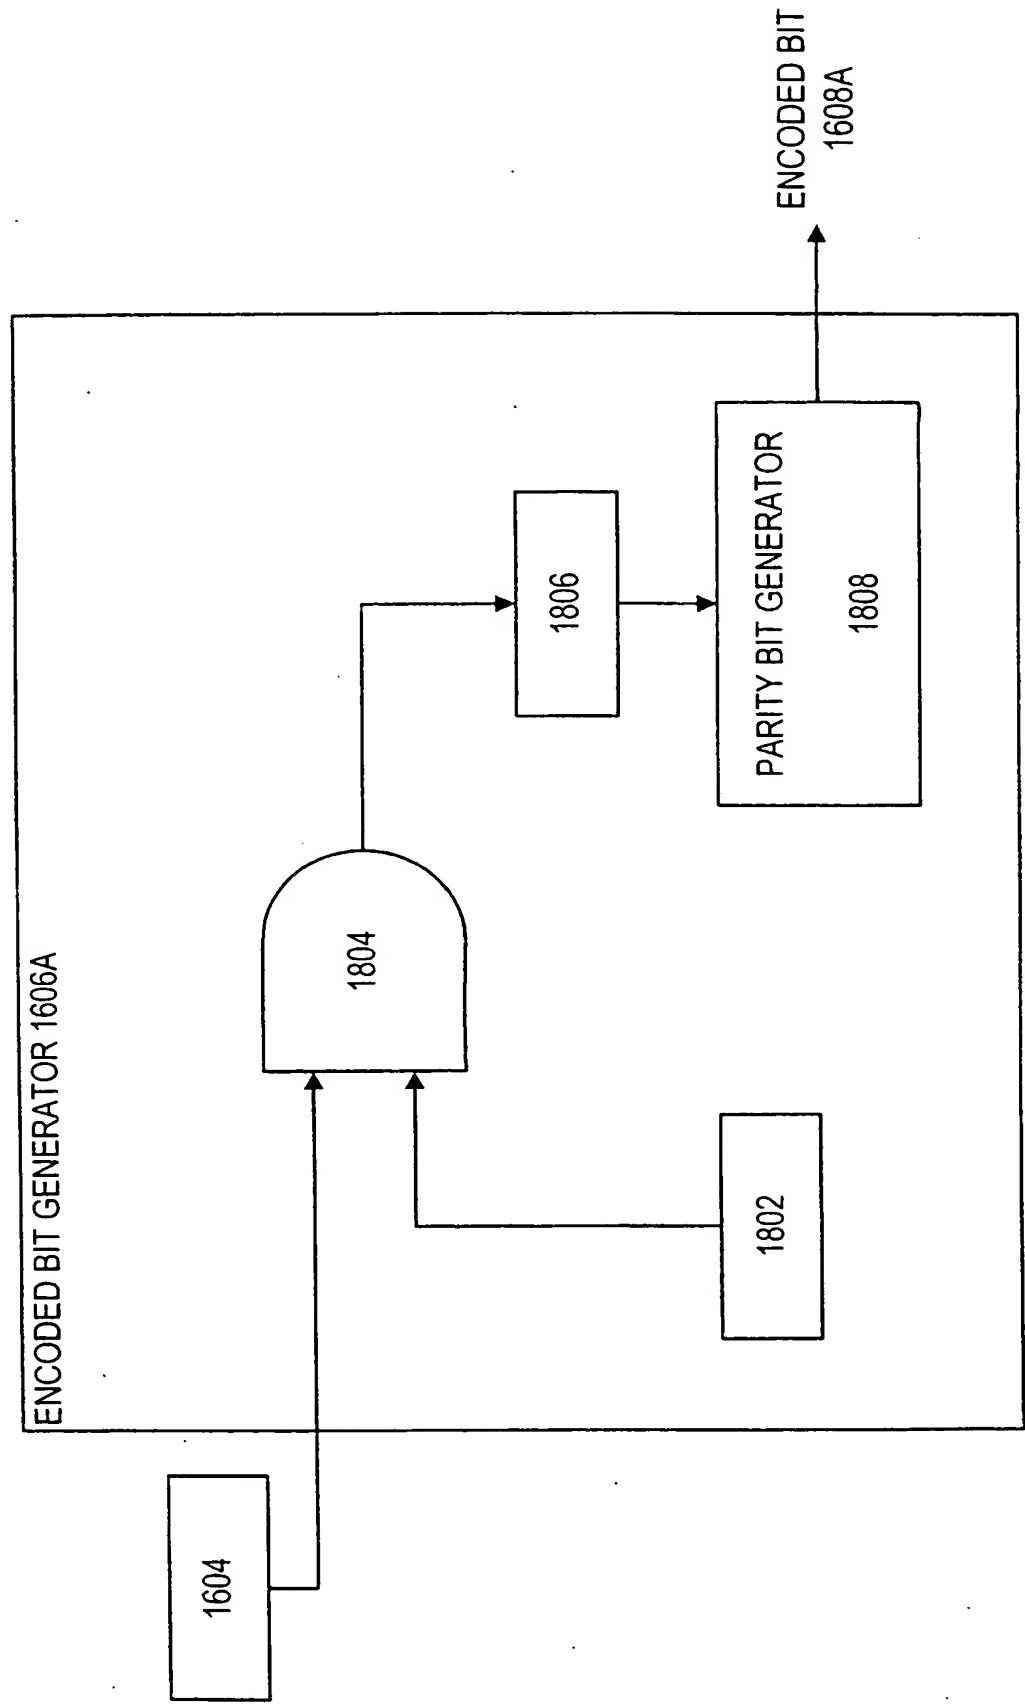 ENCODED BIT GENERATOR 1606A
1604
1804
1802
1806
PARITY BIT GENERATOR
1808
ENCODED BIT
1608A